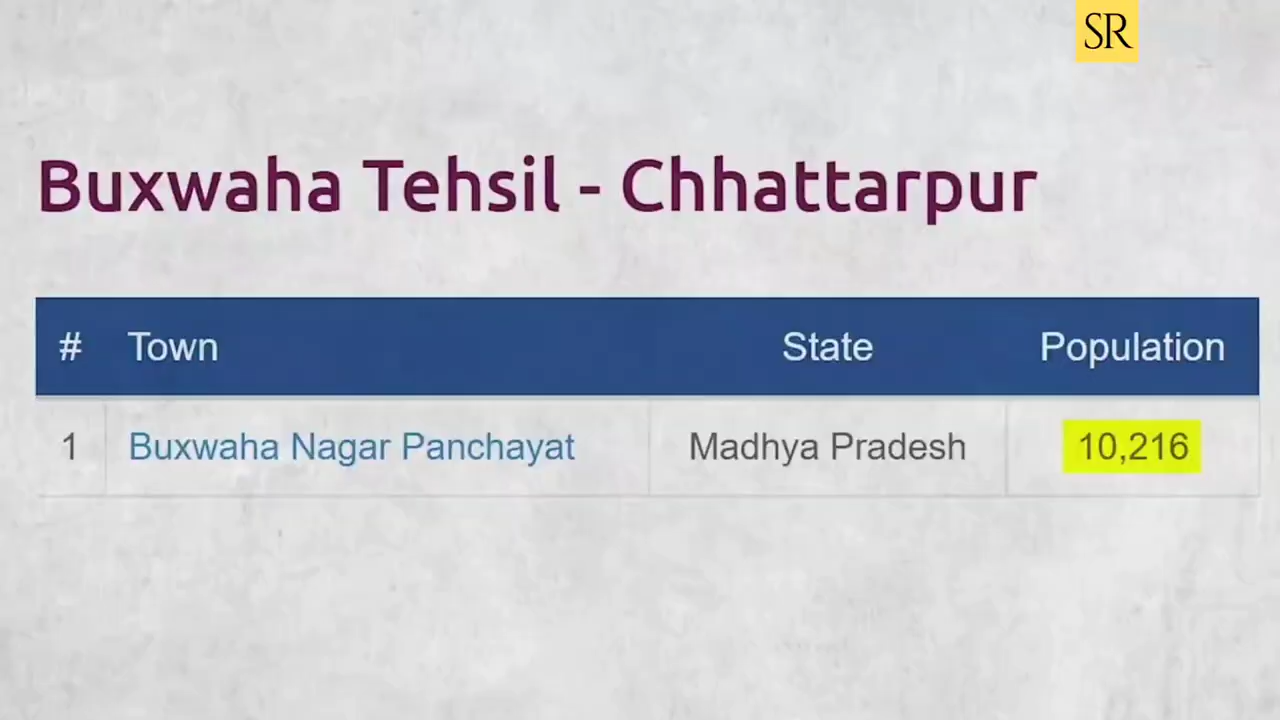 SR
Buxwaha Tehsil - Chhattarpur
# Town State Population
1 Buxwaha Nagar Panchayat Madhya Pradesh 10,216